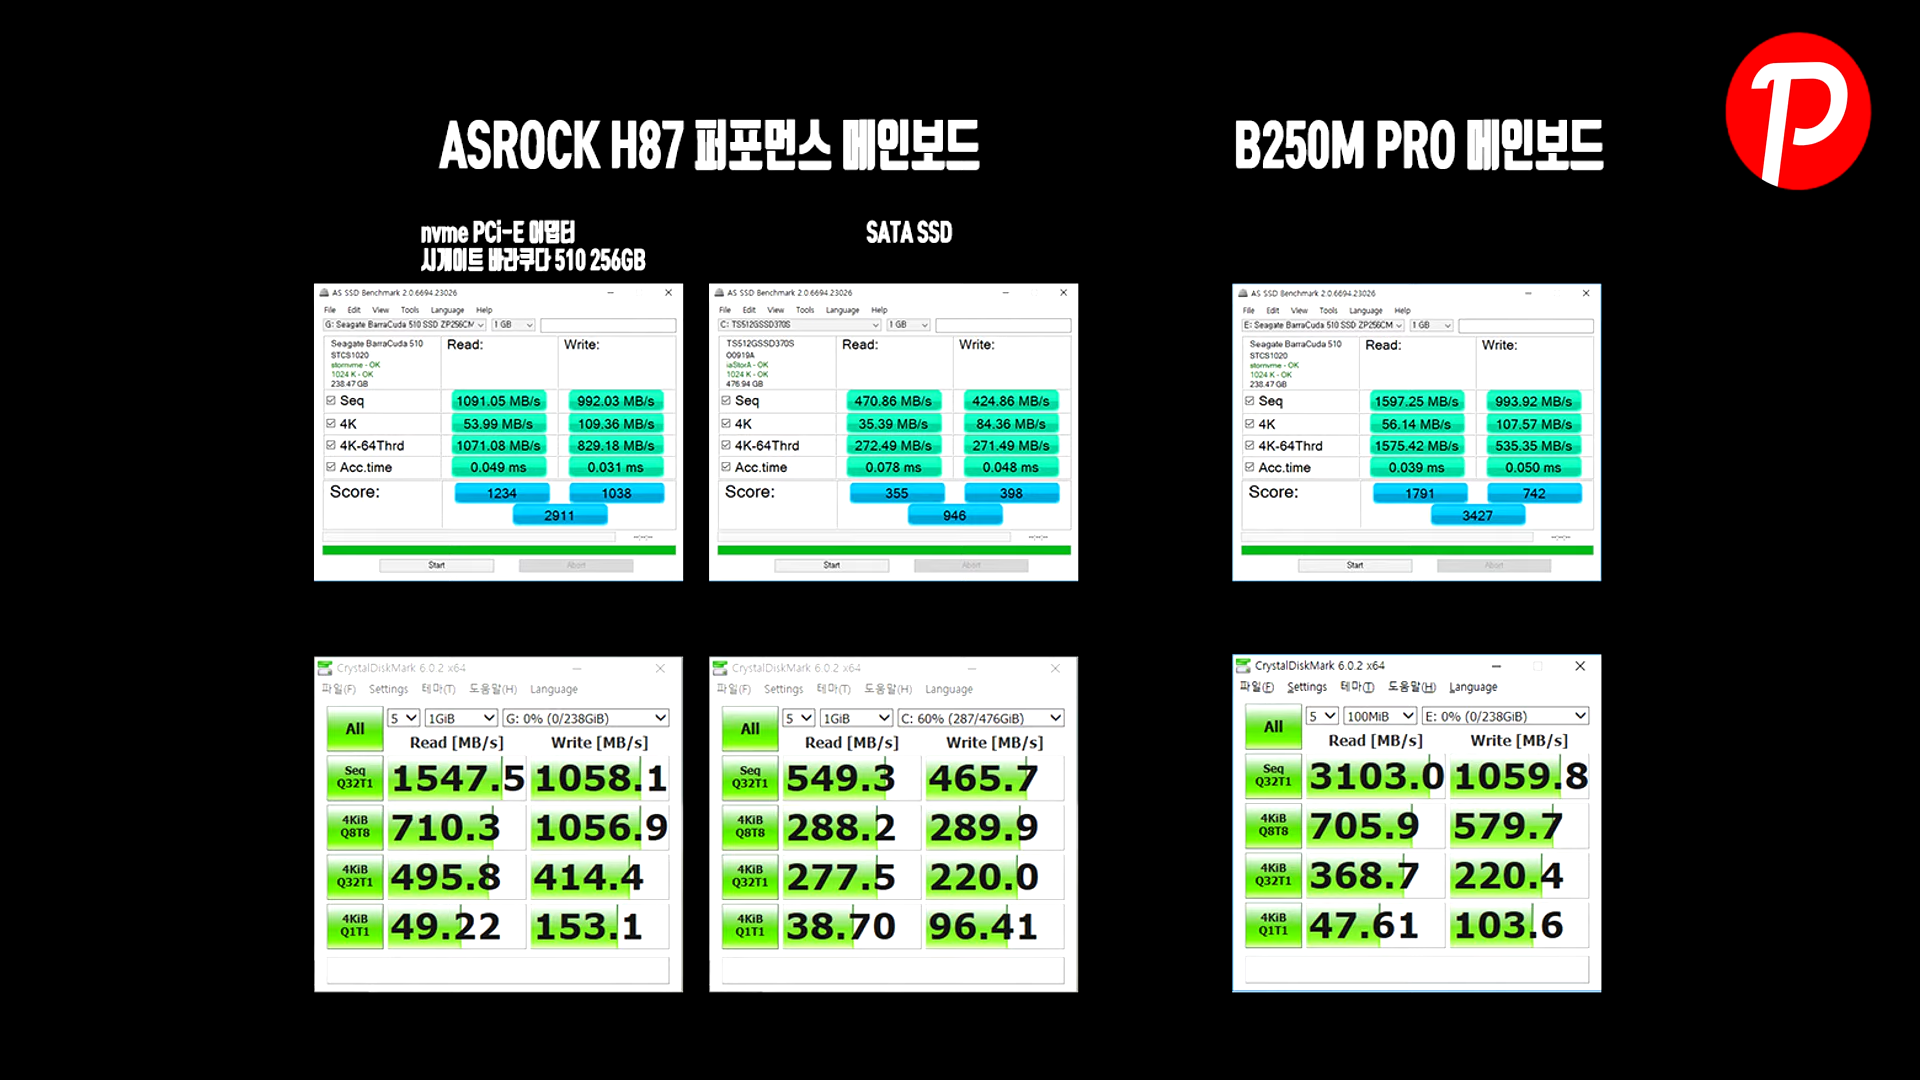 P
ASROCK H87 퍼포먼스 메인보드
B250M PRO 메인보드
nvme PCi-E 어댑터
시게이트 바라쿠다 510 256GB
SATA SSD
AS SSD Benchmark 2.0.6694.23026
File Edit View Tools Language Help
G: Seagate BarraCuda 510 SSD ZP256CM 1 GB
Seagate BarraCuda 510
STCS1020
stornvme - OK
1024 K - OK
238.47 GB
Read: Write:
Seq 1091.05 MB/s 992.03 MB/s
4K 53.99 MB/s 109.36 MB/s
4K-64Thrd 1071.08 MB/s 829.18 MB/s
Acc.time 0.049 ms 0.031 ms
Score: 1234 1038
2911
--:--:--
Start Abort
AS SSD Benchmark 2.0.6694.23026
File Edit View Tools Language Help
C: TS512GSSD370S 1 GB
TS512GSSD370S
O0919A
iaStorA - OK
1024 K - OK
476.94 GB
Read: Write:
Seq 470.86 MB/s 424.86 MB/s
4K 35.39 MB/s 84.36 MB/s
4K-64Thrd 272.49 MB/s 271.49 MB/s
Acc.time 0.078 ms 0.048 ms
Score: 355 398
946
--:--:--
Start Abort
AS SSD Benchmark 2.0.6694.23026
File Edit View Tools Language Help
E: Seagate BarraCuda 510 SSD ZP256CM 1 GB
Seagate BarraCuda 510
STCS1020
stornvme - OK
1024 K - OK
238.47 GB
Read: Write:
Seq 1597.25 MB/s 993.92 MB/s
4K 56.14 MB/s 107.57 MB/s
4K-64Thrd 1575.42 MB/s 535.35 MB/s
Acc.time 0.039 ms 0.050 ms
Score: 1791 742
3427
--:--:--
Start Abort
CrystalDiskMark 6.0.2 x64
파일(F) Settings 테마(T) 도움말(H) Language
All 5 1GiB G: 0% (0/238GiB)
Read [MB/s] Write [MB/s]
Seq Q32T1 1547.5 1058.1
4KiB Q8T8 710.3 1056.9
4KiB Q32T1 495.8 414.4
4KiB Q1T1 49.22 153.1
CrystalDiskMark 6.0.2 x64
파일(F) Settings 테마(T) 도움말(H) Language
All 5 1GiB C: 60% (287/476GiB)
Read [MB/s] Write [MB/s]
Seq Q32T1 549.3 465.7
4KiB Q8T8 288.2 289.9
4KiB Q32T1 277.5 220.0
4KiB Q1T1 38.70 96.41
CrystalDiskMark 6.0.2 x64
파일(F) Settings 테마(T) 도움말(H) Language
All 5 100MiB E: 0% (0/238GiB)
Read [MB/s] Write [MB/s]
Seq Q32T1 3103.0 1059.8
4KiB Q8T8 705.9 579.7
4KiB Q32T1 368.7 220.4
4KiB Q1T1 47.61 103.6